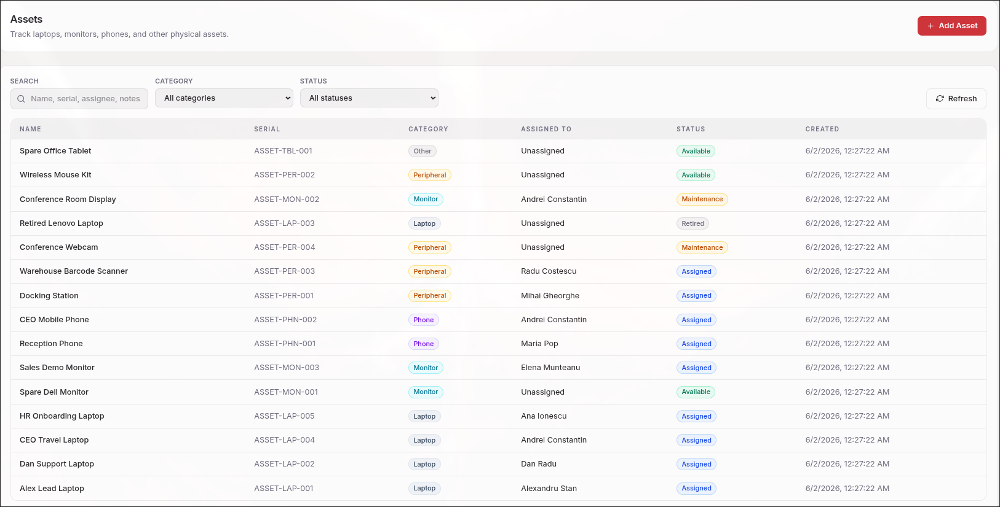 Assets
Track laptops, monitors, phones, and other physical assets.
+ Add Asset
SEARCH CATEGORY STATUS
Name, serial, assignee, notes All categories All statuses Refresh
NAME SERIAL CATEGORY ASSIGNED TO STATUS CREATED
Spare Office Tablet ASSET-TBL-001 Other Unassigned Available 6/2/2026, 12:27:22 AM
Wireless Mouse Kit ASSET-PER-002 Peripheral Unassigned Available 6/2/2026, 12:27:22 AM
Conference Room Display ASSET-MON-002 Monitor Andrei Constantin Maintenance 6/2/2026, 12:27:22 AM
Retired Lenovo Laptop ASSET-LAP-003 Laptop Unassigned Retired 6/2/2026, 12:27:22 AM
Conference Webcam ASSET-PER-004 Peripheral Unassigned Maintenance 6/2/2026, 12:27:22 AM
Warehouse Barcode Scanner ASSET-PER-003 Peripheral Radu Costescu Assigned 6/2/2026, 12:27:22 AM
Docking Station ASSET-PER-001 Peripheral Mihai Gheorghe Assigned 6/2/2026, 12:27:22 AM
CEO Mobile Phone ASSET-PHN-002 Phone Andrei Constantin Assigned 6/2/2026, 12:27:22 AM
Reception Phone ASSET-PHN-001 Phone Maria Pop Assigned 6/2/2026, 12:27:22 AM
Sales Demo Monitor ASSET-MON-003 Monitor Elena Munteanu Assigned 6/2/2026, 12:27:22 AM
Spare Dell Monitor ASSET-MON-001 Monitor Unassigned Available 6/2/2026, 12:27:22 AM
HR Onboarding Laptop ASSET-LAP-005 Laptop Ana Ionescu Assigned 6/2/2026, 12:27:22 AM
CEO Travel Laptop ASSET-LAP-004 Laptop Andrei Constantin Assigned 6/2/2026, 12:27:22 AM
Dan Support Laptop ASSET-LAP-002 Laptop Dan Radu Assigned 6/2/2026, 12:27:22 AM
Alex Lead Laptop ASSET-LAP-001 Laptop Alexandru Stan Assigned 6/2/2026, 12:27:22 AM